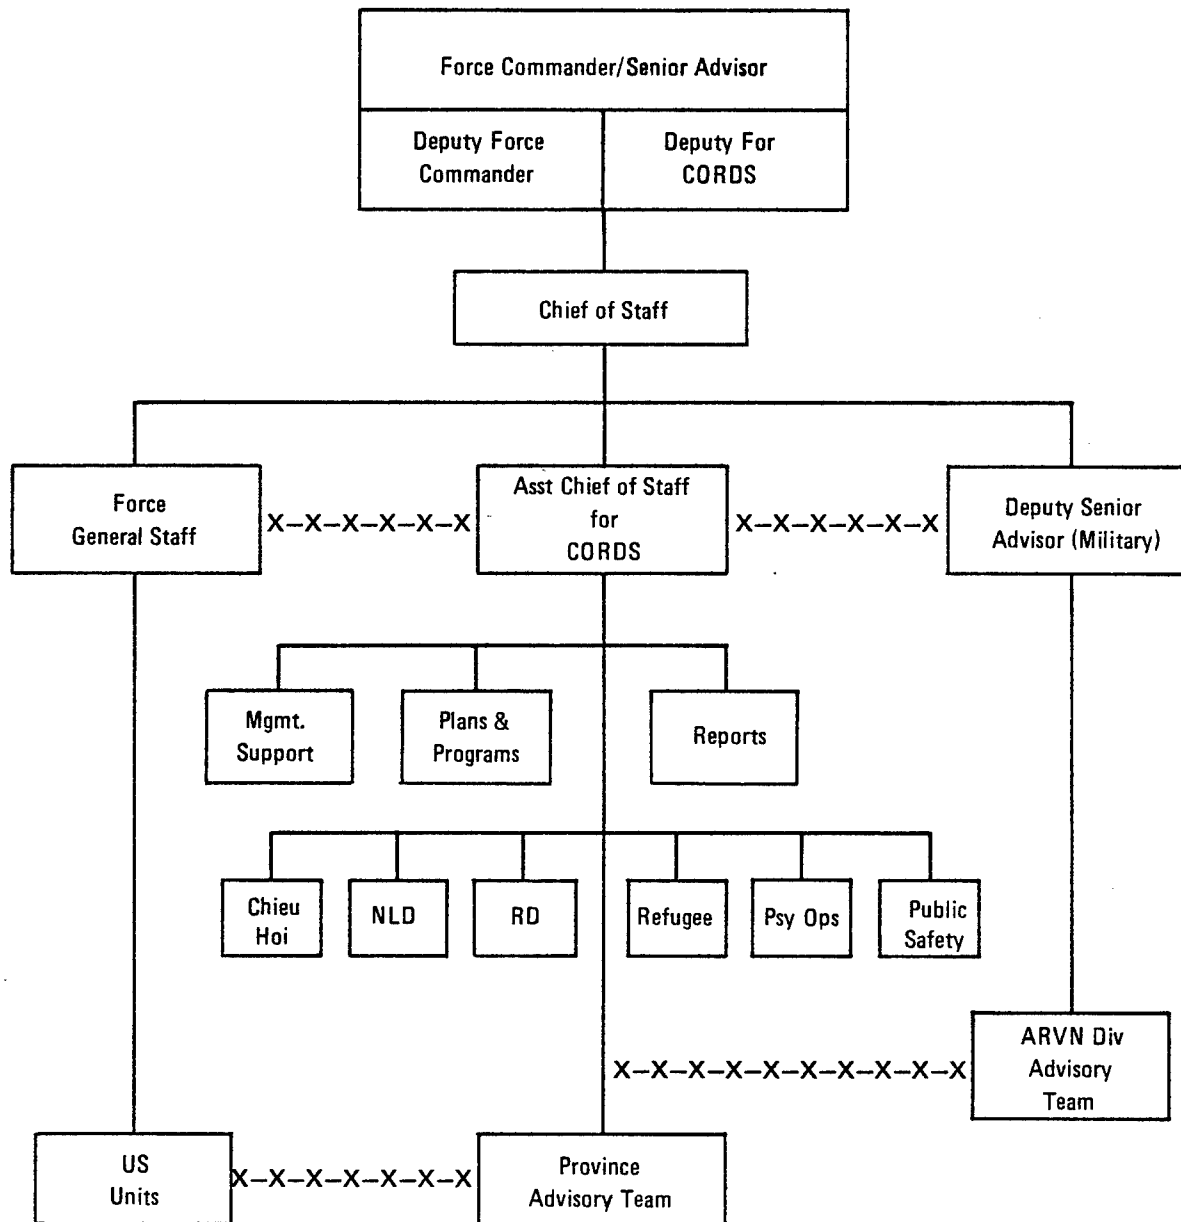 Force Commander/Senior Advisor
Deputy Force
Commander
Deputy For
CORDS
Chief of Staff
Force
General Staff
X-X-X-X-X-X
Asst Chief of Staff
for
CORDS
X-X-X-X-X-X
Deputy Senior
Advisor (Military)
Mgmt.
Support
Plans &
Programs
Reports
Chieu
Hoi
NLD
RD
Refugee
Psy Ops
Public
Safety
X-X-X-X-X-X-X-X-X-X
ARVN Div
Advisory
Team
US
Units
X-X-X-X-X-X-X
Province
Advisory Team